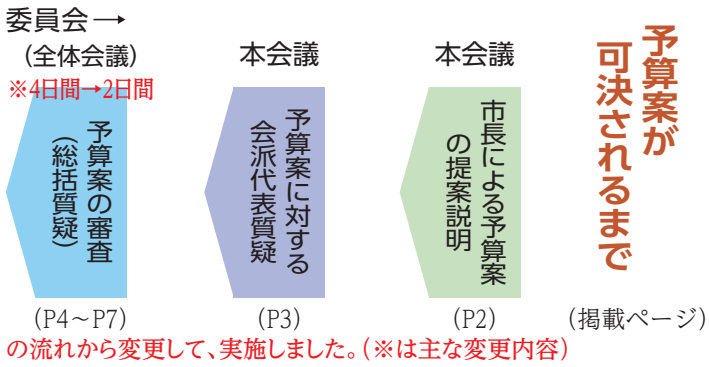 予算案が
可決されるまで
（掲載ページ）
本会議
市長による予算案
の提案説明
（P2）
本会議
予算案に対する
会派代表質疑
（P3）
委員会→
（全体会議）
※4日間→2日間
予算案の審査
（総括質疑）
（P4～P7）
の流れから変更して、実施しました。（※は主な変更内容）